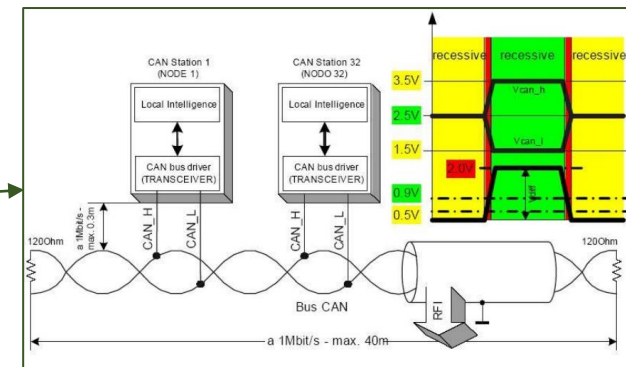 CAN Station 1
(NODE 1)
Local Intelligence
CAN bus driver
(TRANSCEIVER)
CAN Station 32
(NODO 32)
Local Intelligence
CAN bus driver
(TRANSCEIVER)
recessive
recessive
recessive
3.5V
2.5V
1.5V
2.0V
0.9V
0.5V
Vcan_h
Vcan_l
Vdiff
a 1Mbit/s -
max. 0.3m
CAN_H
CAN_L
CAN_H
CAN_L
120Ohm
120Ohm
Bus CAN
RFI
a 1Mbit/s - max. 40m